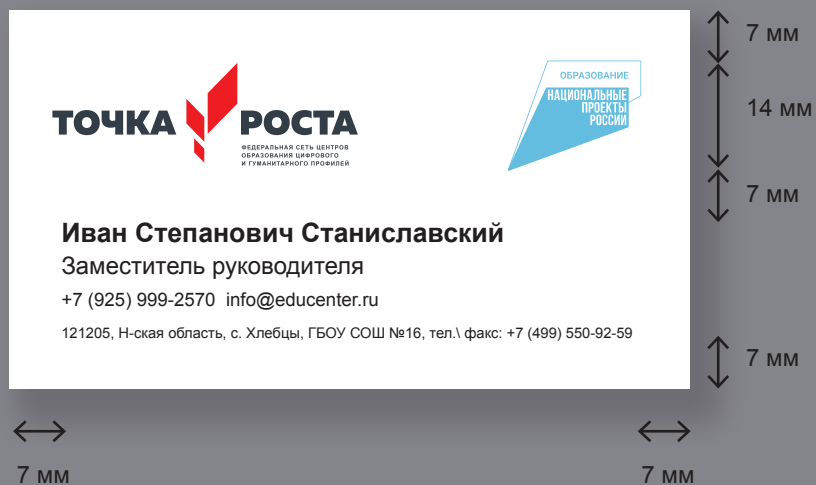 ТОЧКА РОСТА
ФЕДЕРАЛЬНАЯ СЕТЬ ЦЕНТРОВ
ОБРАЗОВАНИЯ ЦИФРОВОГО
И ГУМАНИТАРНОГО ПРОФИЛЕЙ
ОБРАЗОВАНИЕ
НАЦИОНАЛЬНЫЕ
ПРОЕКТЫ
РОССИИ
Иван Степанович Станиславский
Заместитель руководителя
+7 (925) 999-2570 info@educenter.ru
121205, Н-ская область, с. Хлебцы, ГБОУ СОШ №16, тел.\ факс: +7 (499) 550-92-59
7 мм
14 мм
7 мм
7 мм
7 мм
7 мм